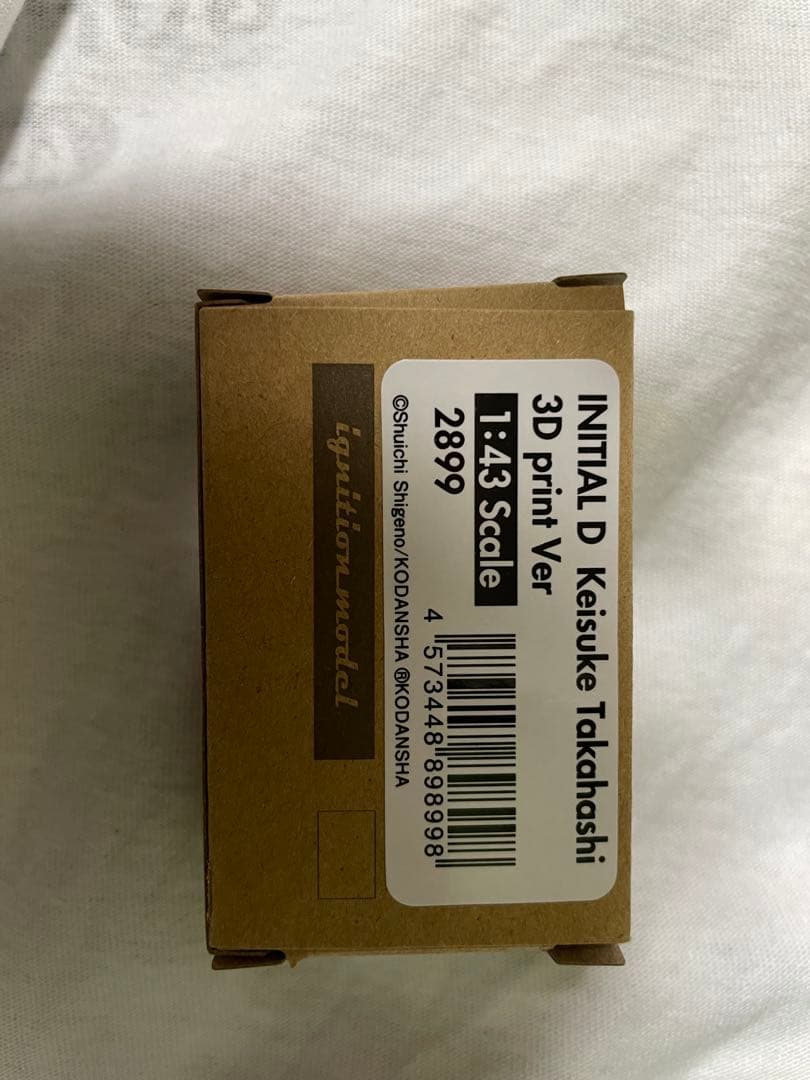 INITIAL D Keisuke Takahashi
3D print Ver
1:43 Scale
2899
4 573448 898998
©Shuichi Shigeno/KODANSHA ®KODANSHA
ignition model